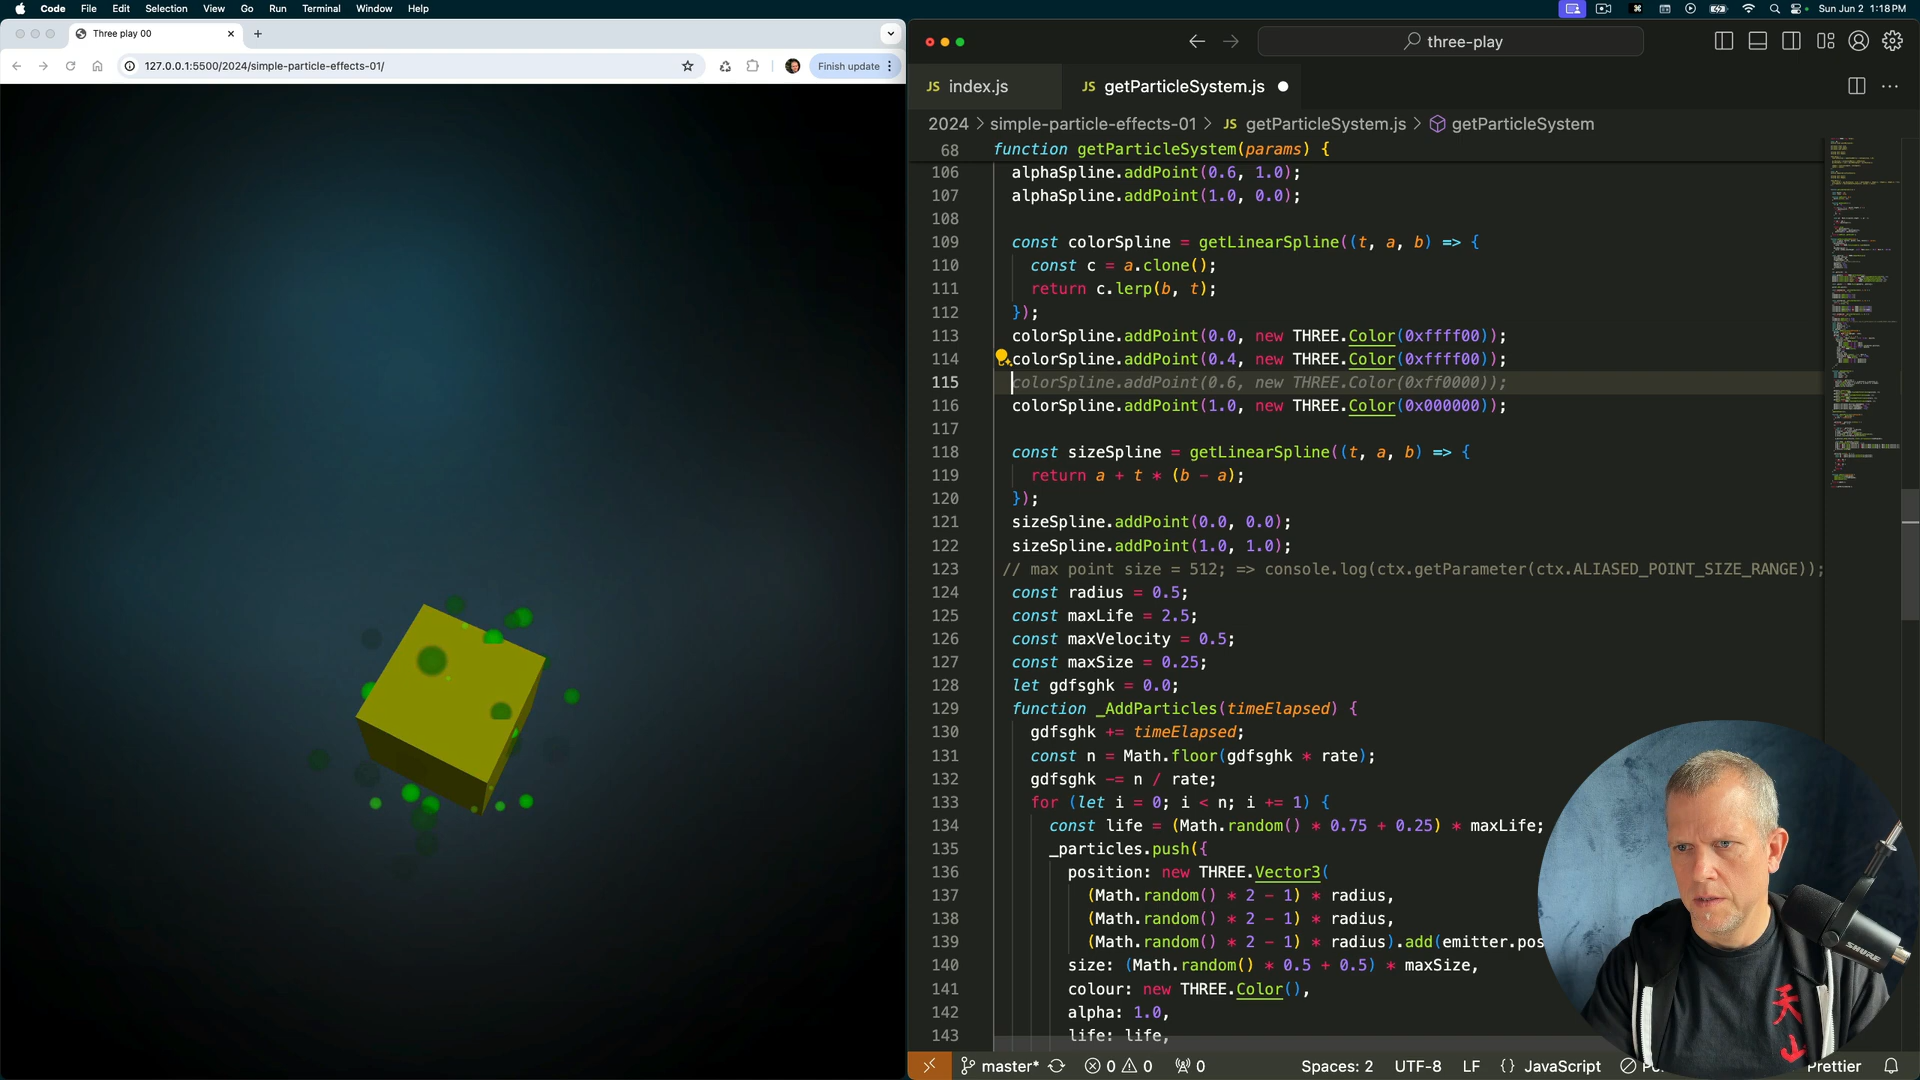 Code File Edit Selection View Go Run Terminal Window Help
Sun Jun 2 1:18 PM
Three play 00
127.0.0.1:5500/2024/simple-particle-effects-01/
Finish update
three-play
JS index.js
JS getParticleSystem.js
2024 > simple-particle-effects-01 > JS getParticleSystem.js > getParticleSystem
68 function getParticleSystem(params) {
106 alphaSpline.addPoint(0.6, 1.0);
107 alphaSpline.addPoint(1.0, 0.0);
108
109 const colorSpline = getLinearSpline((t, a, b) => {
110 const c = a.clone();
111 return c.lerp(b, t);
112 });
113 colorSpline.addPoint(0.0, new THREE.Color(0xffff00));
114 colorSpline.addPoint(0.4, new THREE.Color(0xffff00));
115 colorSpline.addPoint(0.6, new THREE.Color(0xff0000));
116 colorSpline.addPoint(1.0, new THREE.Color(0x000000));
117
118 const sizeSpline = getLinearSpline((t, a, b) => {
119 return a + t * (b - a);
120 });
121 sizeSpline.addPoint(0.0, 0.0);
122 sizeSpline.addPoint(1.0, 1.0);
123 // max point size = 512; => console.log(ctx.getParameter(ctx.ALIASED_POINT_SIZE_RANGE));
124 const radius = 0.5;
125 const maxLife = 2.5;
126 const maxVelocity = 0.5;
127 const maxSize = 0.25;
128 let gdfsghk = 0.0;
129 function _AddParticles(timeElapsed) {
130 gdfsghk += timeElapsed;
131 const n = Math.floor(gdfsghk * rate);
132 gdfsghk -= n / rate;
133 for (let i = 0; i < n; i += 1) {
134 const life = (Math.random() * 0.75 + 0.25) * maxLife;
135 _particles.push({
136 position: new THREE.Vector3(
137 (Math.random() * 2 - 1) * radius,
138 (Math.random() * 2 - 1) * radius,
139 (Math.random() * 2 - 1) * radius).add(emitter.pos
140 size: (Math.random() * 0.5 + 0.5) * maxSize,
141 colour: new THREE.Color(),
142 alpha: 1.0,
143 life: life,
SHURE
天山
master* 0 0 0 Spaces: 2 UTF-8 LF {} JavaScript Prettier